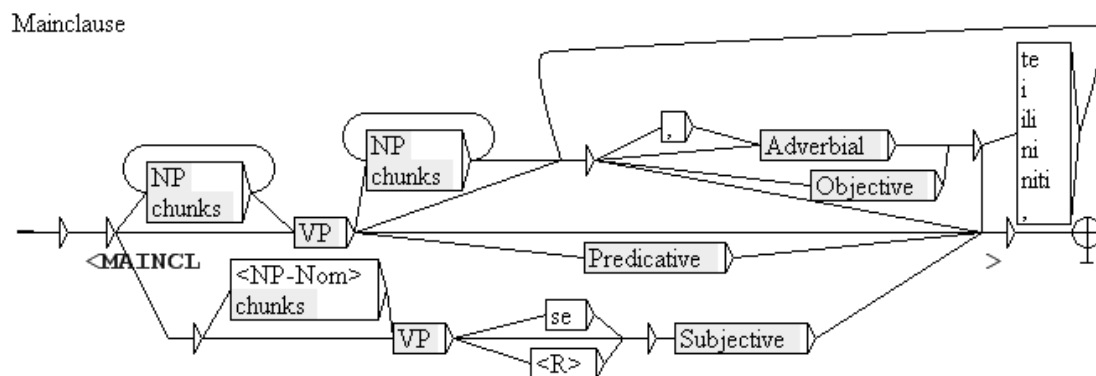 Mainclause
te
i
ili
ni
niti
,
,
NP
chunks
Adverbial
NP
chunks
Objective
VP
<MAINCL
Predicative
>
<NP-Nom>
chunks
se
VP
Subjective
<R>